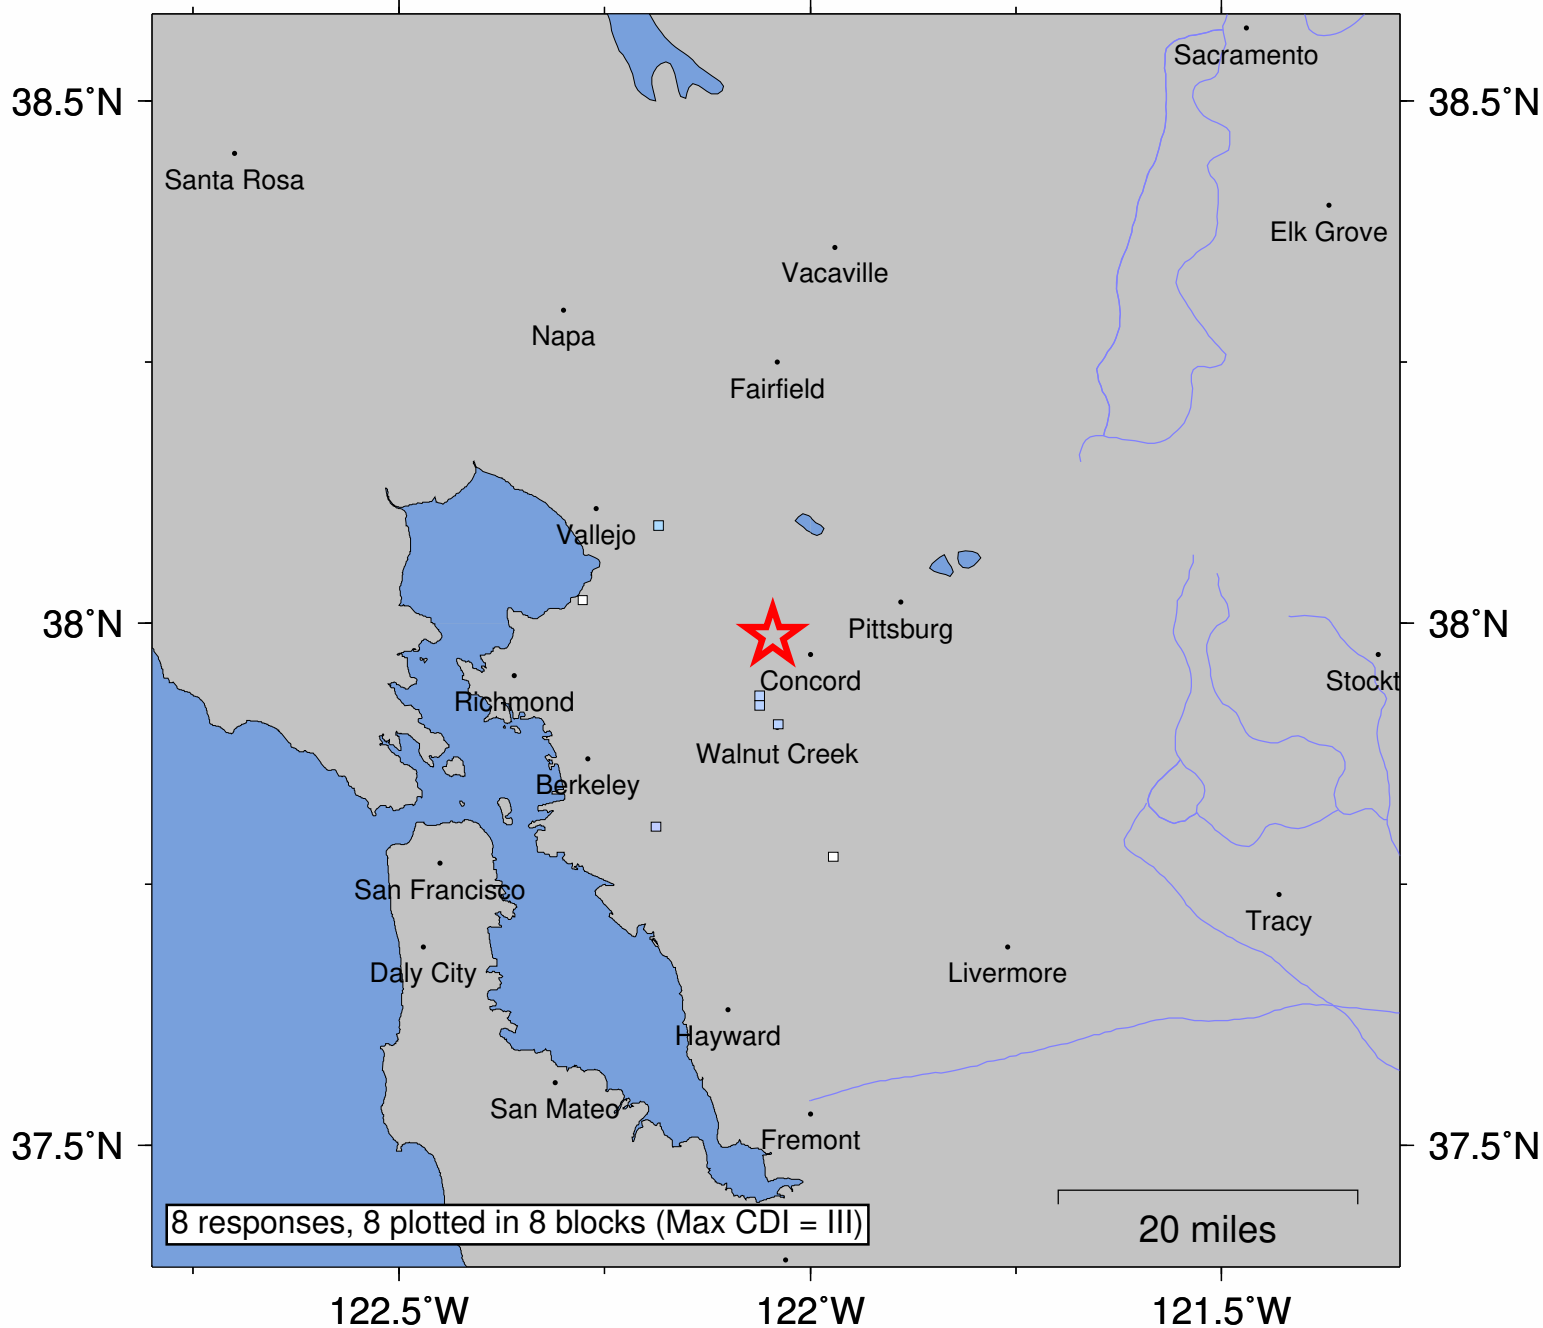 Sacramento
38.5˚N
38.5˚N
Santa Rosa
Elk Grove
Vacaville
Napa
Fairfield
Vallejo
38˚N
Pittsburg
38˚N
Concord
Stockt
Richmond
Walnut Creek
Berkeley
San Francisco
Tracy
Daly City
Livermore
Hayward
San Mateo
Fremont
37.5˚N
37.5˚N
8 responses, 8 plotted in 8 blocks (Max CDI = III)
20 miles
122.5˚W
122˚W
121.5˚W